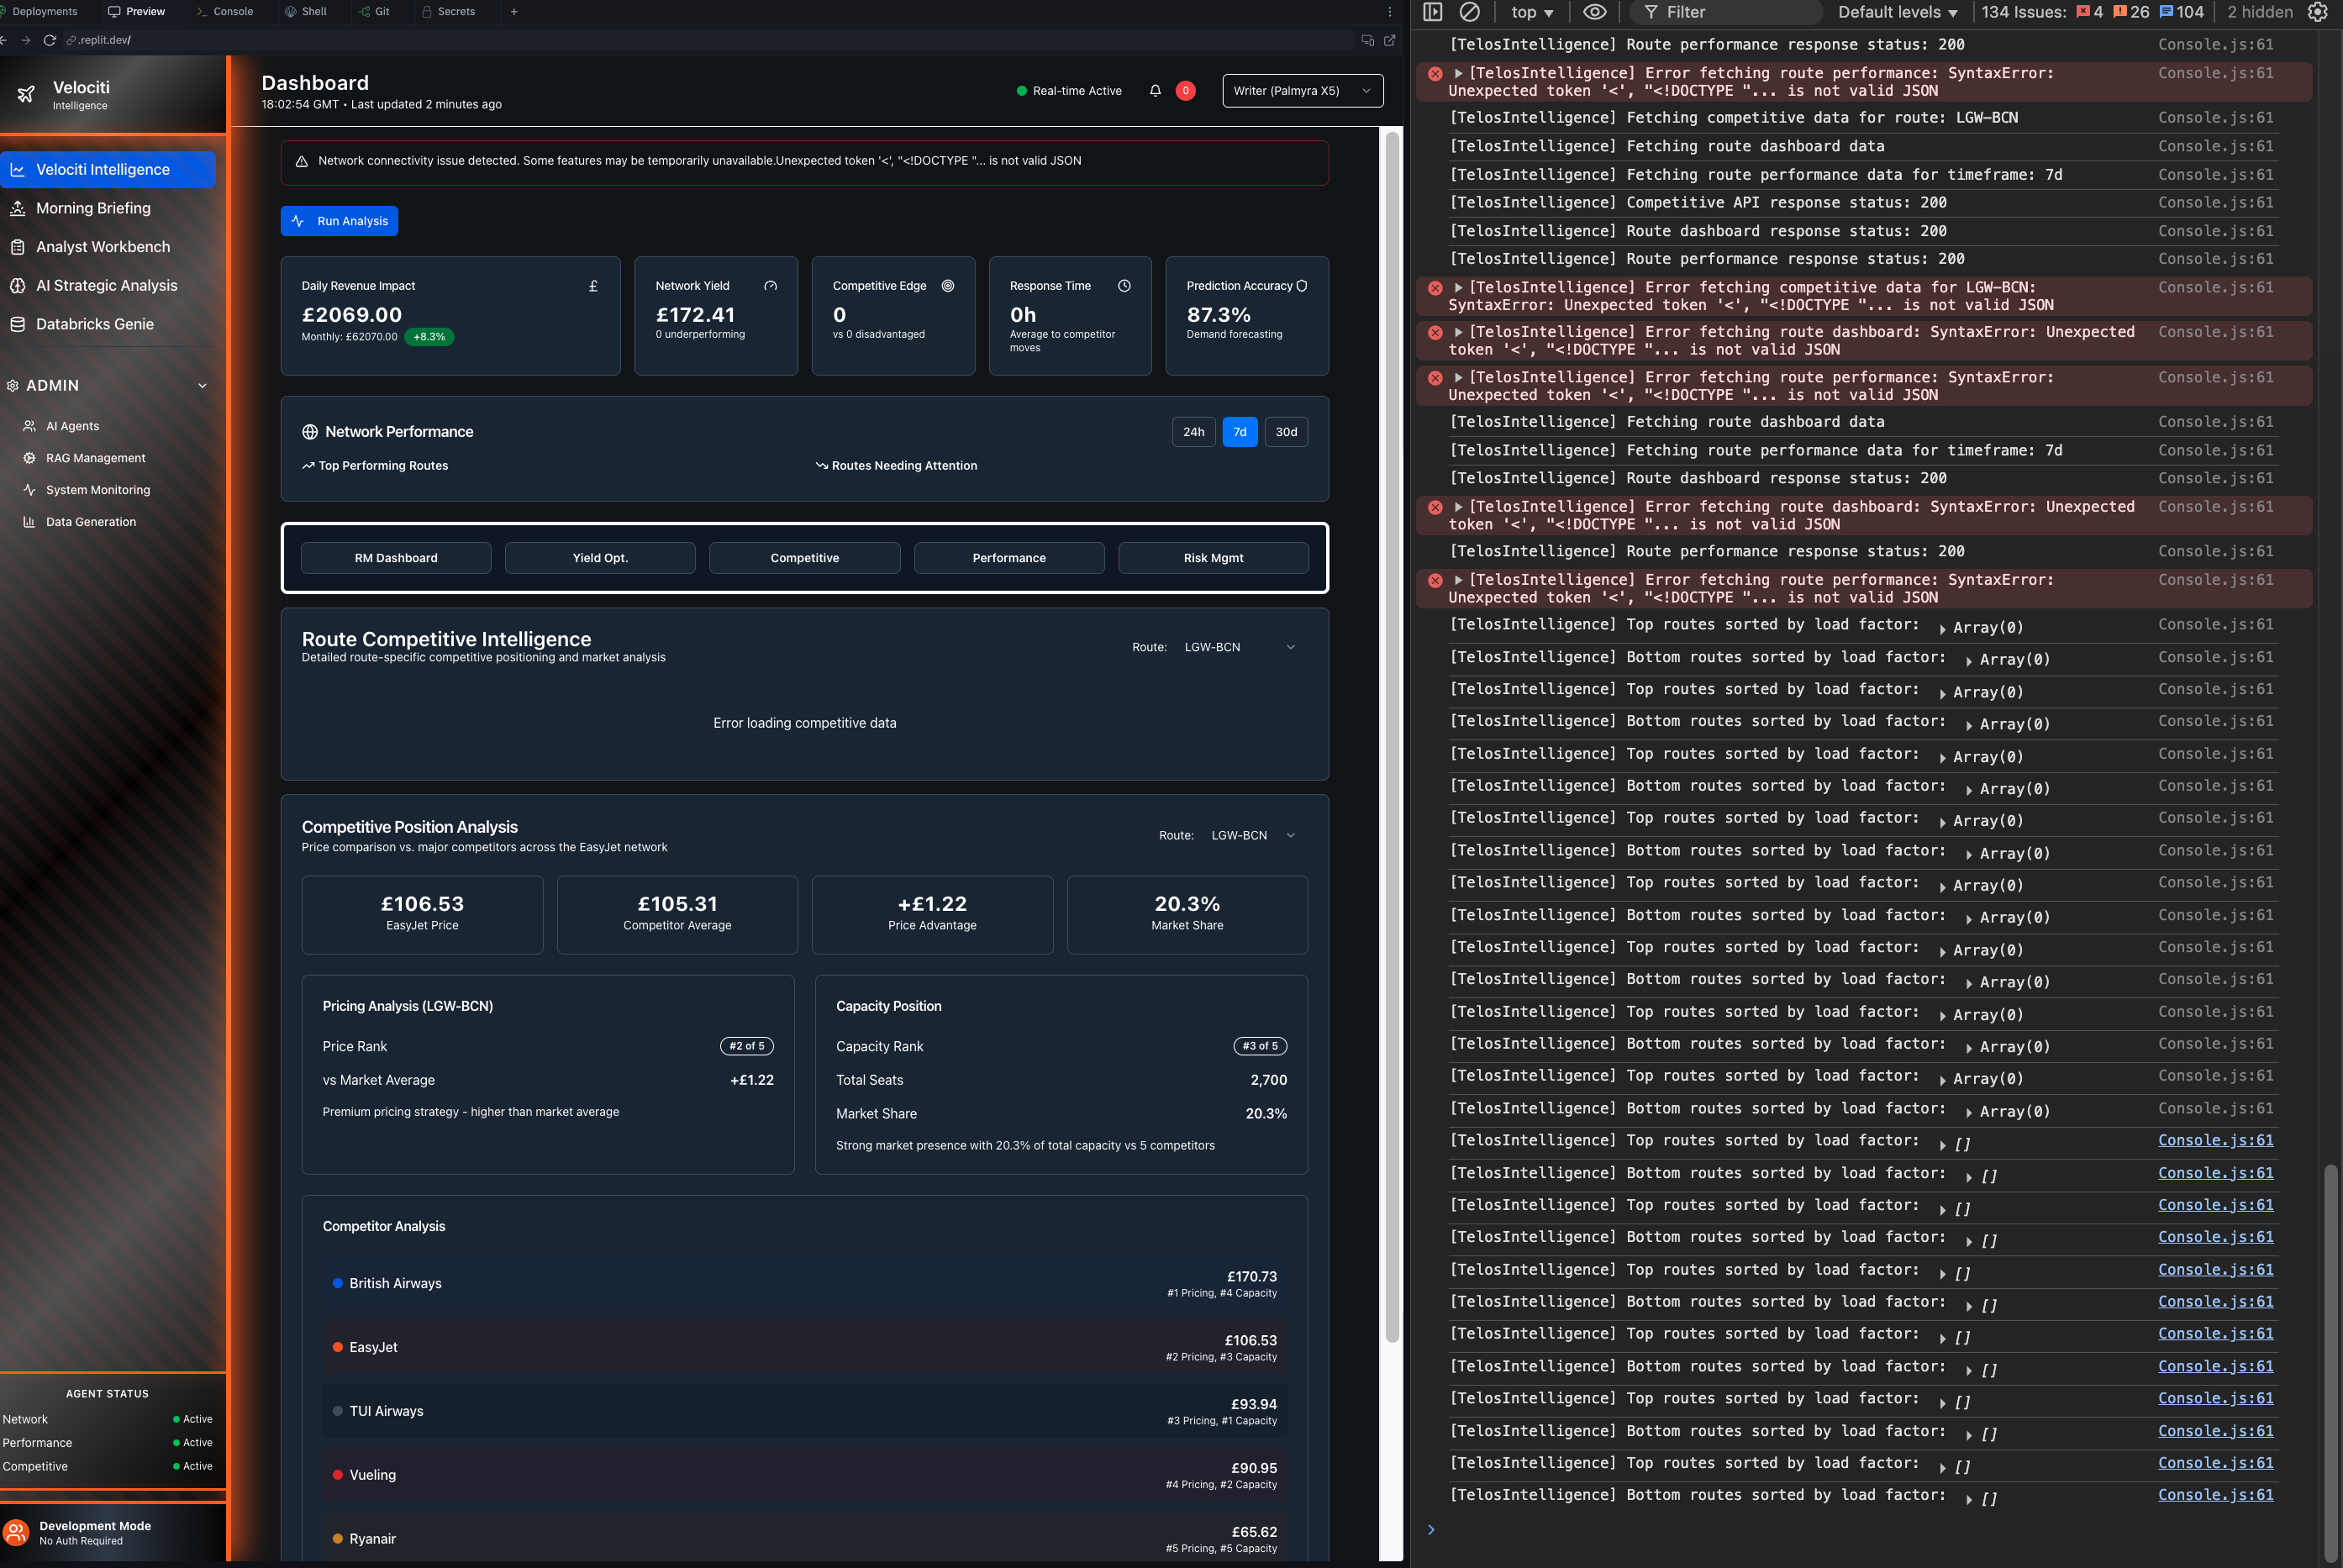 Deployments
Preview
Console
Shell
Git
Secrets
.replit.dev/
Velociti
Intelligence
Velociti Intelligence
Morning Briefing
Analyst Workbench
AI Strategic Analysis
Databricks Genie
ADMIN
AI Agents
RAG Management
System Monitoring
Data Generation
AGENT STATUS
Network Active
Performance Active
Competitive Active
Development Mode
No Auth Required
Dashboard
18:02:54 GMT • Last updated 2 minutes ago
Real-time Active
0
Writer (Palmyra X5)
Network connectivity issue detected. Some features may be temporarily unavailable.Unexpected token '<', "<!DOCTYPE "... is not valid JSON
Run Analysis
Daily Revenue Impact £
£2069.00
Monthly: £62070.00 +8.3%
Network Yield
£172.41
0 underperforming
Competitive Edge
0
vs 0 disadvantaged
Response Time
0h
Average to competitor
moves
Prediction Accuracy
87.3%
Demand forecasting
Network Performance
24h 7d 30d
Top Performing Routes
Routes Needing Attention
RM Dashboard
Yield Opt.
Competitive
Performance
Risk Mgmt
Route Competitive Intelligence
Detailed route-specific competitive positioning and market analysis
Route: LGW-BCN
Error loading competitive data
Competitive Position Analysis
Price comparison vs. major competitors across the EasyJet network
Route: LGW-BCN
£106.53
EasyJet Price
£105.31
Competitor Average
+£1.22
Price Advantage
20.3%
Market Share
Pricing Analysis (LGW-BCN)
Price Rank #2 of 5
vs Market Average +£1.22
Premium pricing strategy - higher than market average
Capacity Position
Capacity Rank #3 of 5
Total Seats 2,700
Market Share 20.3%
Strong market presence with 20.3% of total capacity vs 5 competitors
Competitor Analysis
British Airways £170.73
#1 Pricing, #4 Capacity
EasyJet £106.53
#2 Pricing, #3 Capacity
TUI Airways £93.94
#3 Pricing, #1 Capacity
Vueling £90.95
#4 Pricing, #2 Capacity
Ryanair £65.62
#5 Pricing, #5 Capacity
top Filter Default levels 134 Issues: 4 26 104 2 hidden
[TelosIntelligence] Route performance response status: 200 Console.js:61
[TelosIntelligence] Error fetching route performance: SyntaxError: Console.js:61
Unexpected token '<', "<!DOCTYPE "... is not valid JSON
[TelosIntelligence] Fetching competitive data for route: LGW–BCN Console.js:61
[TelosIntelligence] Fetching route dashboard data Console.js:61
[TelosIntelligence] Fetching route performance data for timeframe: 7d Console.js:61
[TelosIntelligence] Competitive API response status: 200 Console.js:61
[TelosIntelligence] Route dashboard response status: 200 Console.js:61
[TelosIntelligence] Route performance response status: 200 Console.js:61
[TelosIntelligence] Error fetching competitive data for LGW-BCN: Console.js:61
SyntaxError: Unexpected token '<', "<!DOCTYPE "... is not valid JSON
[TelosIntelligence] Error fetching route dashboard: SyntaxError: Unexpected Console.js:61
token '<', "<!DOCTYPE "... is not valid JSON
[TelosIntelligence] Error fetching route performance: SyntaxError: Console.js:61
Unexpected token '<', "<!DOCTYPE "... is not valid JSON
[TelosIntelligence] Fetching route dashboard data Console.js:61
[TelosIntelligence] Fetching route performance data for timeframe: 7d Console.js:61
[TelosIntelligence] Route dashboard response status: 200 Console.js:61
[TelosIntelligence] Error fetching route dashboard: SyntaxError: Unexpected Console.js:61
token '<', "<!DOCTYPE "... is not valid JSON
[TelosIntelligence] Route performance response status: 200 Console.js:61
[TelosIntelligence] Error fetching route performance: SyntaxError: Console.js:61
Unexpected token '<', "<!DOCTYPE "... is not valid JSON
[TelosIntelligence] Top routes sorted by load factor: Array(0) Console.js:61
[TelosIntelligence] Bottom routes sorted by load factor: Array(0) Console.js:61
[TelosIntelligence] Top routes sorted by load factor: Array(0) Console.js:61
[TelosIntelligence] Bottom routes sorted by load factor: Array(0) Console.js:61
[TelosIntelligence] Top routes sorted by load factor: Array(0) Console.js:61
[TelosIntelligence] Bottom routes sorted by load factor: Array(0) Console.js:61
[TelosIntelligence] Top routes sorted by load factor: Array(0) Console.js:61
[TelosIntelligence] Bottom routes sorted by load factor: Array(0) Console.js:61
[TelosIntelligence] Top routes sorted by load factor: Array(0) Console.js:61
[TelosIntelligence] Bottom routes sorted by load factor: Array(0) Console.js:61
[TelosIntelligence] Top routes sorted by load factor: Array(0) Console.js:61
[TelosIntelligence] Bottom routes sorted by load factor: Array(0) Console.js:61
[TelosIntelligence] Top routes sorted by load factor: Array(0) Console.js:61
[TelosIntelligence] Bottom routes sorted by load factor: Array(0) Console.js:61
[TelosIntelligence] Top routes sorted by load factor: Array(0) Console.js:61
[TelosIntelligence] Bottom routes sorted by load factor: Array(0) Console.js:61
[TelosIntelligence] Top routes sorted by load factor: [] Console.js:61
[TelosIntelligence] Bottom routes sorted by load factor: [] Console.js:61
[TelosIntelligence] Top routes sorted by load factor: [] Console.js:61
[TelosIntelligence] Bottom routes sorted by load factor: [] Console.js:61
[TelosIntelligence] Top routes sorted by load factor: [] Console.js:61
[TelosIntelligence] Bottom routes sorted by load factor: [] Console.js:61
[TelosIntelligence] Top routes sorted by load factor: [] Console.js:61
[TelosIntelligence] Bottom routes sorted by load factor: [] Console.js:61
[TelosIntelligence] Top routes sorted by load factor: [] Console.js:61
[TelosIntelligence] Bottom routes sorted by load factor: [] Console.js:61
[TelosIntelligence] Top routes sorted by load factor: [] Console.js:61
[TelosIntelligence] Bottom routes sorted by load factor: [] Console.js:61